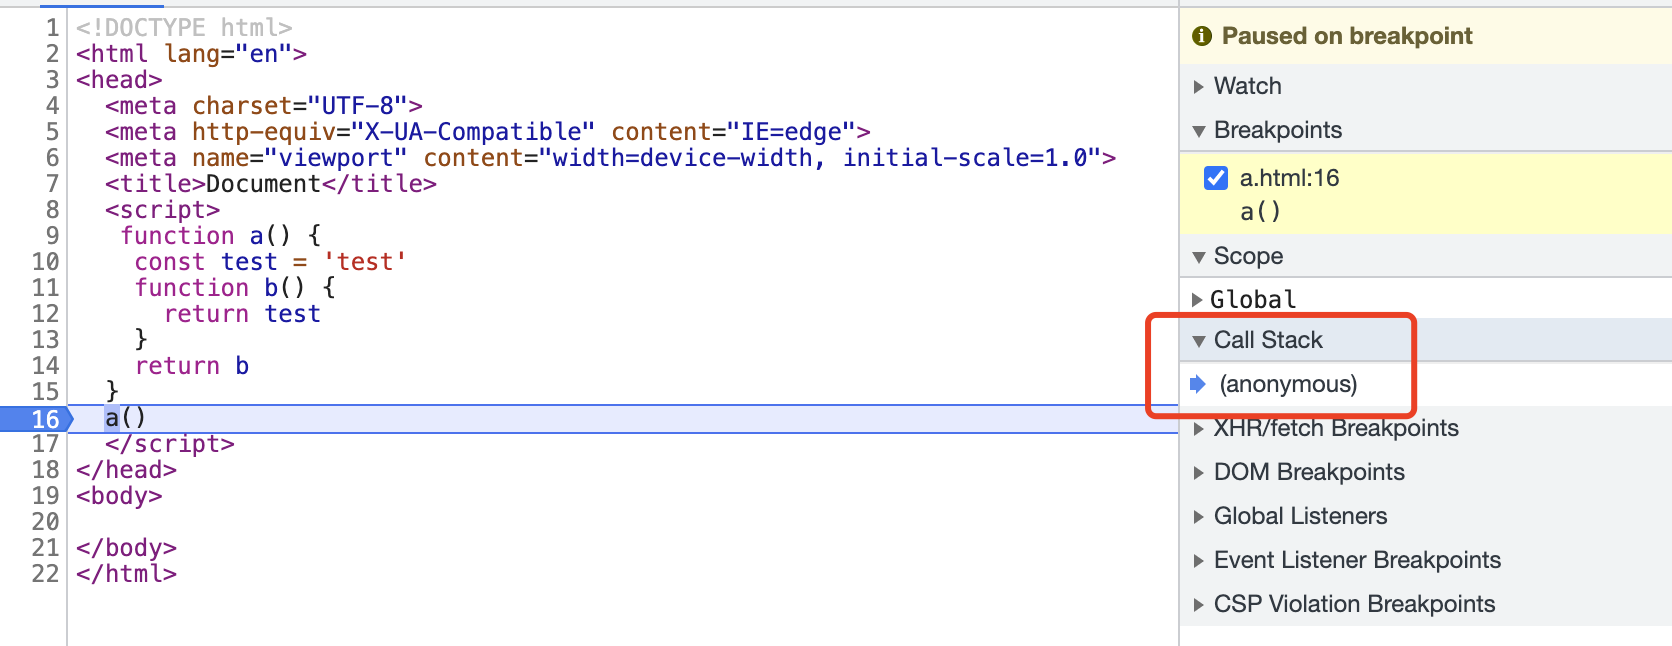 1 <!DOCTYPE html>
2 <html lang="en">
3 <head>
4   <meta charset="UTF-8">
5   <meta http-equiv="X-UA-Compatible" content="IE=edge">
6   <meta name="viewport" content="width=device-width, initial-scale=1.0">
7   <title>Document</title>
8   <script>
9    function a() {
10     const test = 'test'
11     function b() {
12       return test
13     }
14     return b
15   }
16   a()
17   </script>
18 </head>
19 <body>
20
21 </body>
22 </html>
Paused on breakpoint
Watch
Breakpoints
a.html:16
a()
Scope
Global
Call Stack
(anonymous)
XHR/fetch Breakpoints
DOM Breakpoints
Global Listeners
Event Listener Breakpoints
CSP Violation Breakpoints